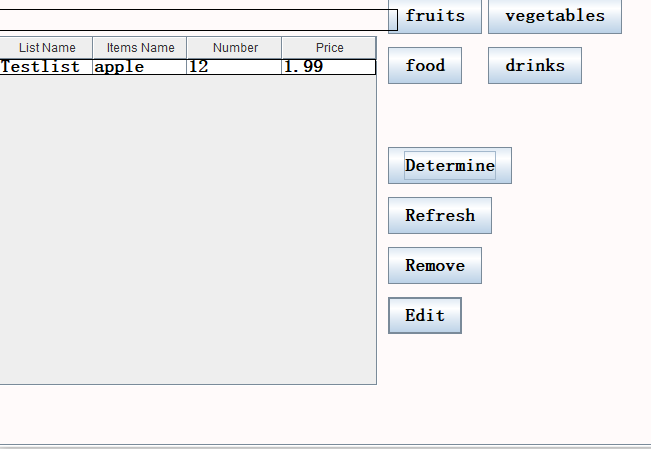 fruits vegetables
List Name Items Name Number Price
Testlist apple 12 1.99
food drinks
Determine
Refresh
Remove
Edit